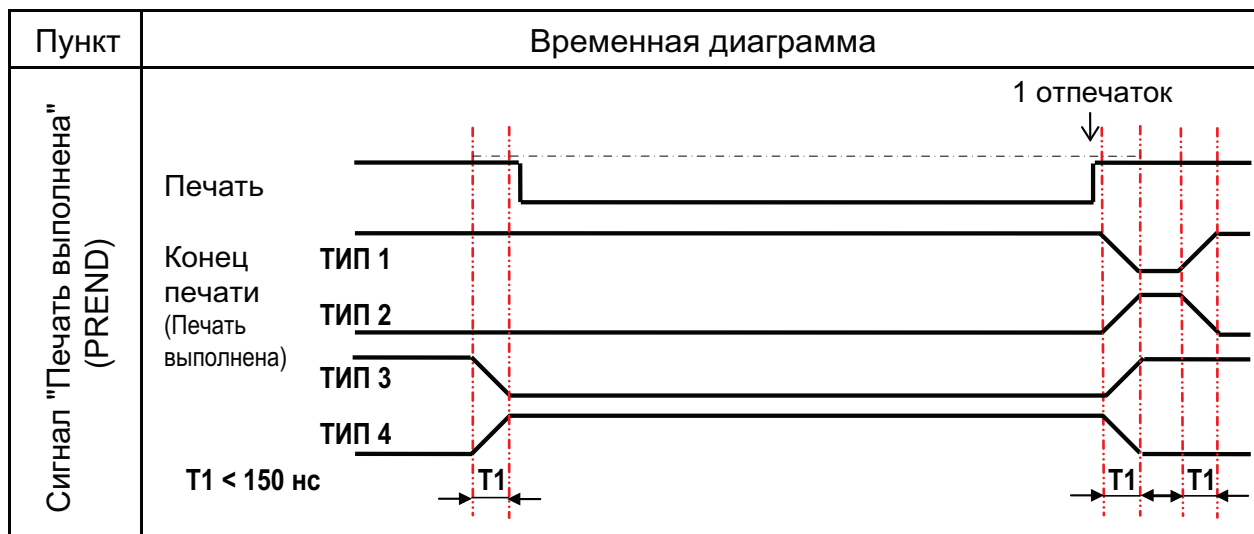 Пункт
Временная диаграмма
Сигнал "Печать выполнена"
(PREND)
1 отпечаток
Печать
Конец
печати
(Печать
выполнена)
ТИП 1
ТИП 2
ТИП 3
ТИП 4
T1 < 150 нс
T1
T1
T1